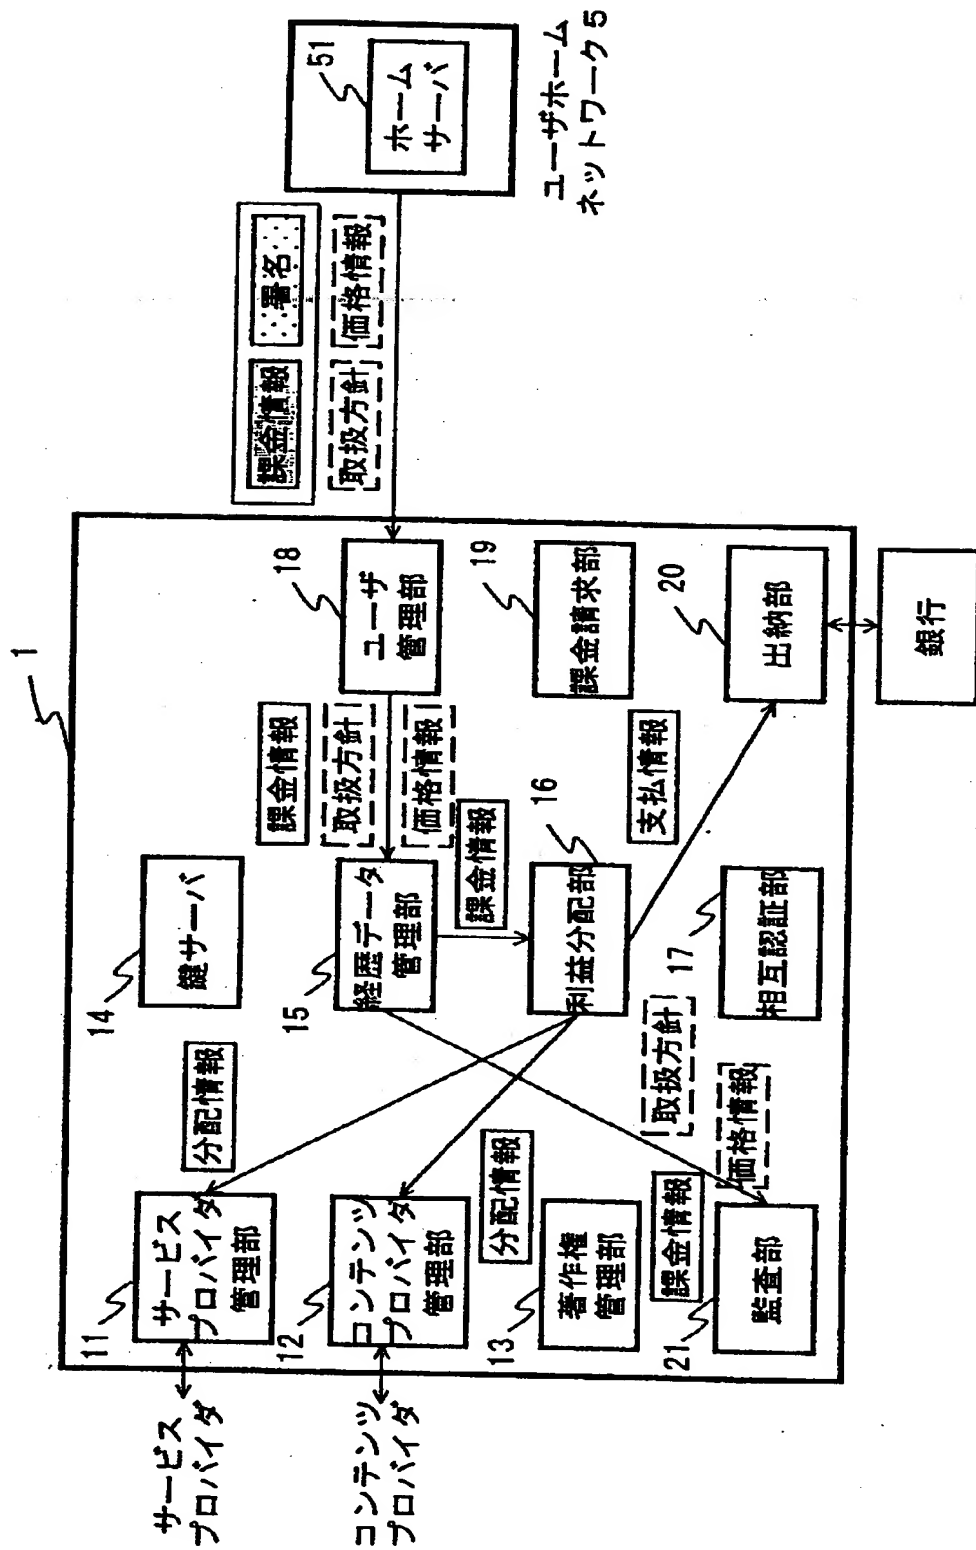 1
サービス
プロバイダ
コンテンツ
プロバイダ
11
サービス
プロバイダ
管理部
分配情報
14
鍵サーバ
12
コンテンツ
プロバイダ
管理部
分配情報
15
経歴データ
管理部
課金情報
取扱方針
価格情報
18
ユーザ
管理部
課金情報
署名
取扱方針
価格情報
51
ホーム
サーバ
ユーザホーム
ネットワーク5
13
著作権
管理部
課金情報
16
利益分配部
支払情報
19
課金請求部
21
監査部
課金情報
取扱方針
価格情報
17
相互認証部
20
出納部
銀行